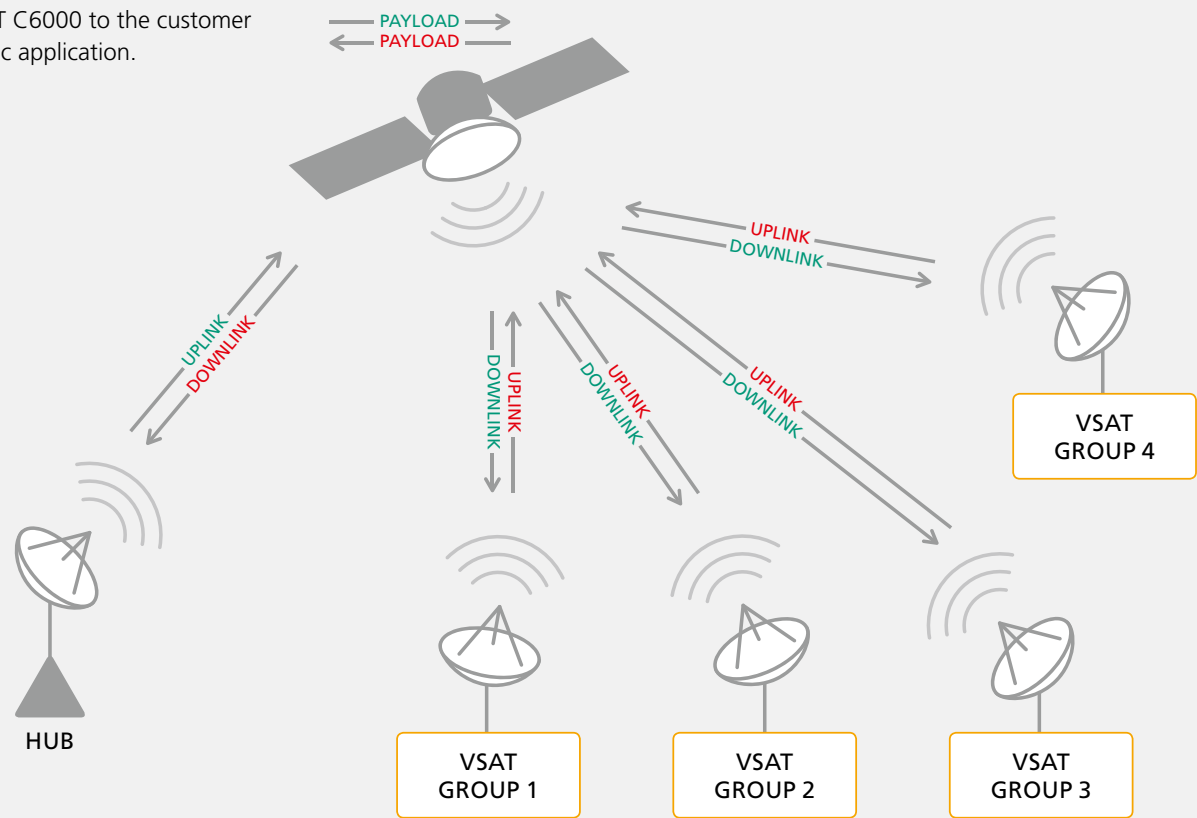 T C6000 to the customer
c application.
PAYLOAD
PAYLOAD
UPLINK
DOWNLINK
UPLINK
DOWNLINK
DOWNLINK
UPLINK
UPLINK
DOWNLINK
UPLINK
DOWNLINK
VSAT
GROUP 4
HUB
VSAT
GROUP 1
VSAT
GROUP 2
VSAT
GROUP 3